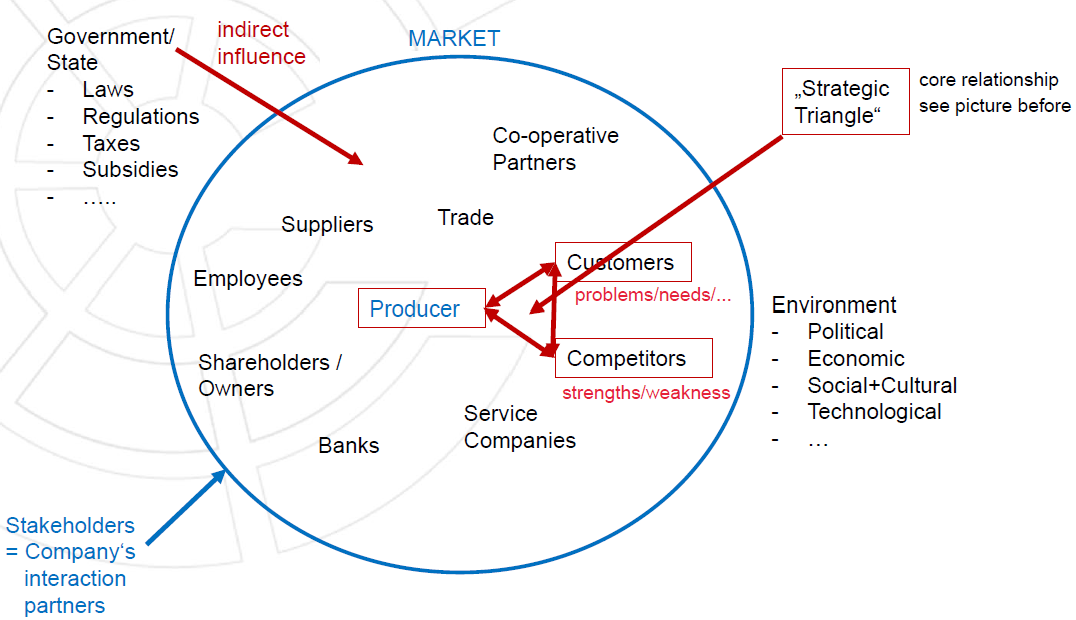 Government/
State
- Laws
- Regulations
- Taxes
- Subsidies
- …..
indirect
influence
MARKET
„Strategic
Triangle“
core relationship
see picture before
Co-operative
Partners
Suppliers
Trade
Employees
Customers
problems/needs/...
Producer
Competitors
strengths/weakness
Shareholders /
Owners
Service
Companies
Banks
Environment
- Political
- Economic
- Social+Cultural
- Technological
- …
Stakeholders
= Company‘s
interaction
partners